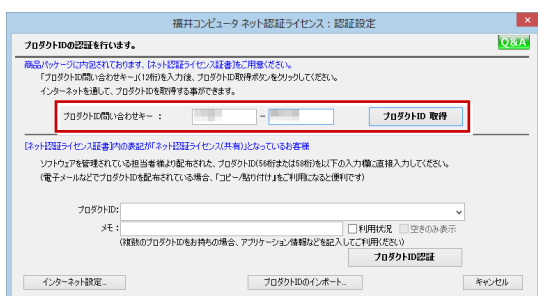 福井コンピュータ ネット認証ライセンス：認証設定
×
プロダクトIDの認証を行います。
Q&A
商品パッケージに内包されております、[ネット認証ライセンス証書]をご用意ください。
「プロダクトID問い合わせキー」(12桁)を入力後、プロダクトID取得ボタンをクリックしてください。
インターネットを通して、プロダクトIDを取得する事ができます。
プロダクトID問い合わせキー ：
－
プロダクトID 取得
[ネット認証ライセンス証書]内の表記が「ネット認証ライセンス(共有)」となっているお客様
ソフトウェアを管理されている担当者様より配布された、プロダクトID(56桁または58桁)を以下の入力欄に直接入力してください。
(電子メールなどでプロダクトIDを配布されている場合、「コピー/貼り付け」をご利用になると便利です)
プロダクトID：
メモ：
利用状況
空きのみ表示
(複数のプロダクトIDをお持ちの場合、アプリケーション情報などを記入してご利用ください)
プロダクトID認証
インターネット設定...
プロダクトIDのインポート...
キャンセル